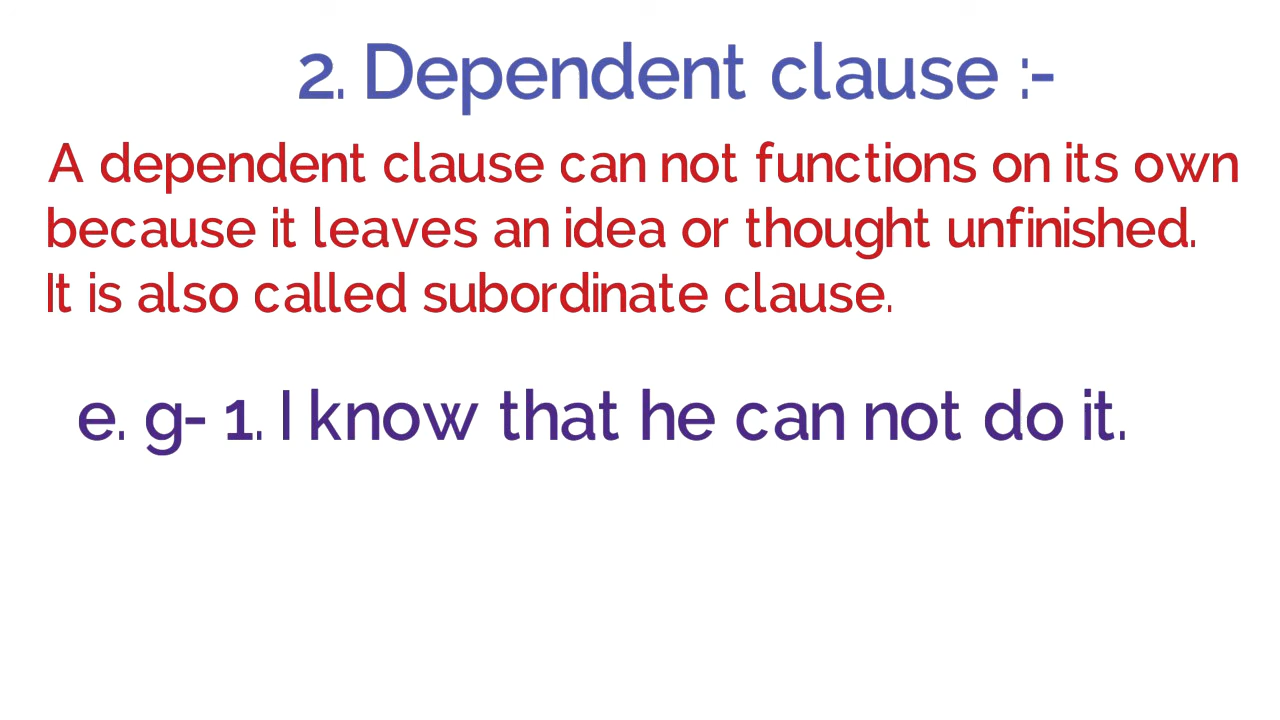 2. Dependent clause :-
A dependent clause can not functions on its own
because it leaves an idea or thought unfinished.
It is also called subordinate clause.
e. g- 1. I know that he can not do it.